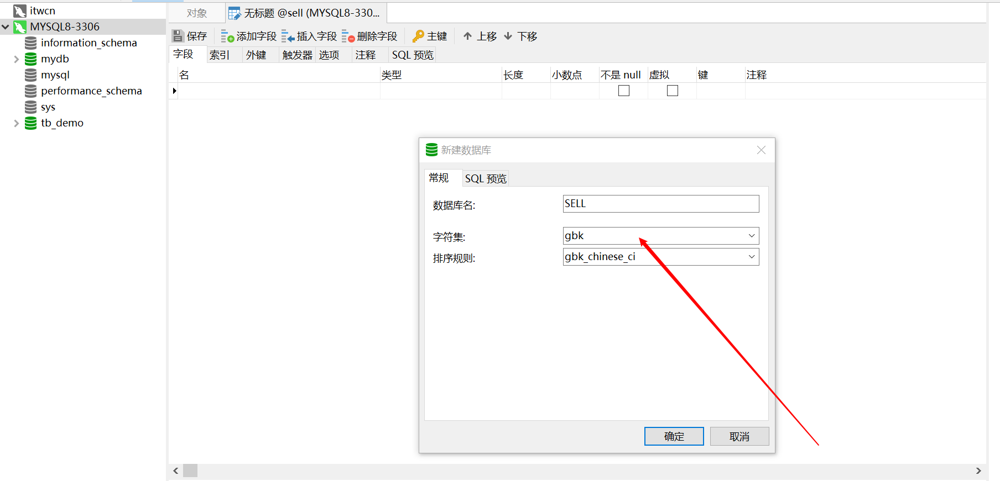 itwcn
MYSQL8-3306
information_schema
mydb
mysql
performance_schema
sys
tb_demo
对象
无标题 @sell (MYSQL8-330...
保存 添加字段 插入字段 删除字段 主键 上移 下移
字段 索引 外键 触发器 选项 注释 SQL 预览
名 类型 长度 小数点 不是 null 虚拟 键 注释
新建数据库
常规 SQL 预览
数据库名: SELL
字符集: gbk
排序规则: gbk_chinese_ci
确定 取消